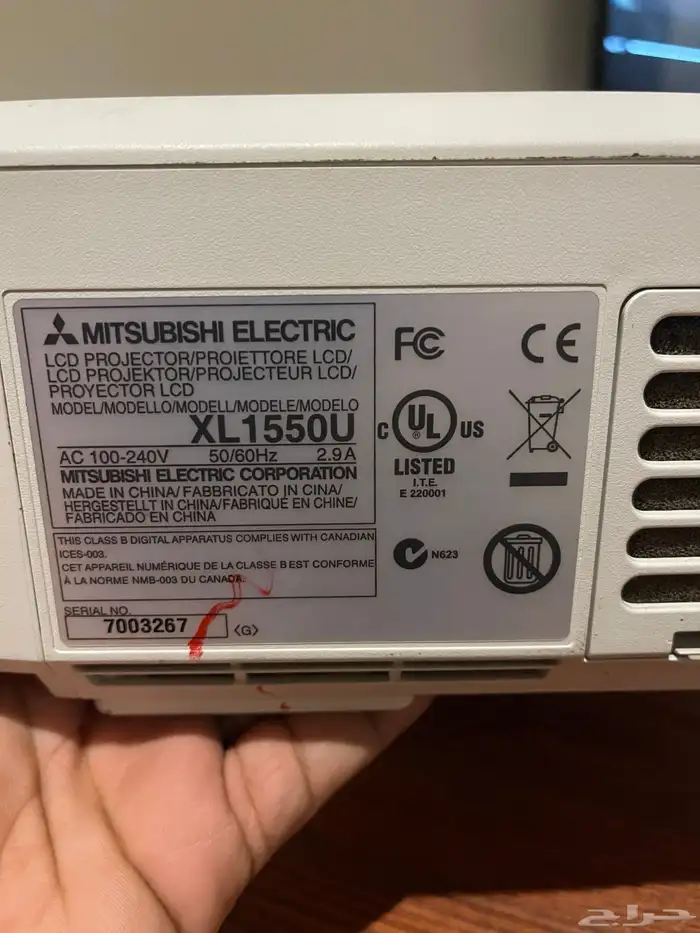 MITSUBISHI ELECTRIC
LCD PROJECTOR/PROIETTORE LCD/
LCD PROJEKTOR/PROJECTEUR LCD/
PROYECTOR LCD
MODEL/MODELLO/MODELL/MODELE/MODELO
XL1550U
AC 100-240V 50/60Hz 2.9A
MITSUBISHI ELECTRIC CORPORATION
MADE IN CHINA/FABBRICATO IN CINA/
HERGESTELLT IN CHINA/FABRIQUÉ EN CHINE/
FABRICADO EN CHINA
THIS CLASS B DIGITAL APPARATUS COMPLIES WITH CANADIAN
ICES-003.
CET APPAREIL NUMÉRIQUE DE LA CLASSE B EST CONFORME
À LA NORME NMB-003 DU CANADA.
SERIAL NO.
7003267 〈G〉
FC CE
C UL ® US
LISTED
I.T.E.
E 220001
N623
حراج